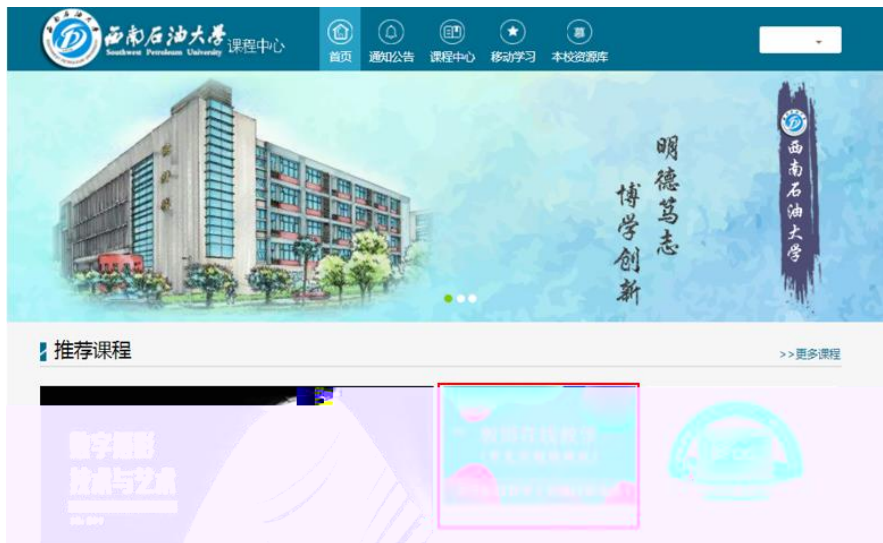 西南石油大学
Southwest Petroleum University
课程中心
首页
通知公告
课程中心
移动学习
本校资源库
明德笃志
博学创新
西南石油大学
推荐课程
>>更多课程
数字摄影
技术与艺术